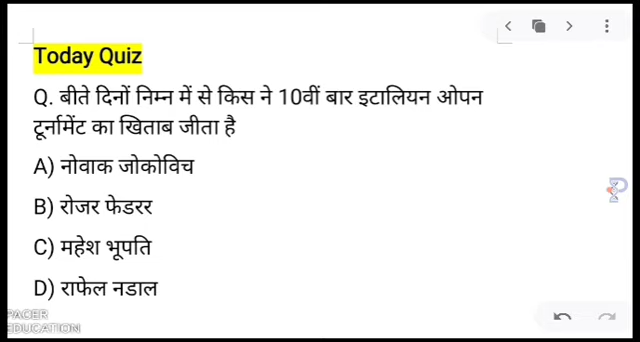 Today Quiz
Q. बीते दिनों निम्न में से किस ने 10वीं बार इटालियन ओपन
टूर्नामेंट का खिताब जीता है
A) नोवाक जोकोविच
B) रोजर फेडरर
C) महेश भूपति
D) राफेल नडाल
PACER
EDUCATION